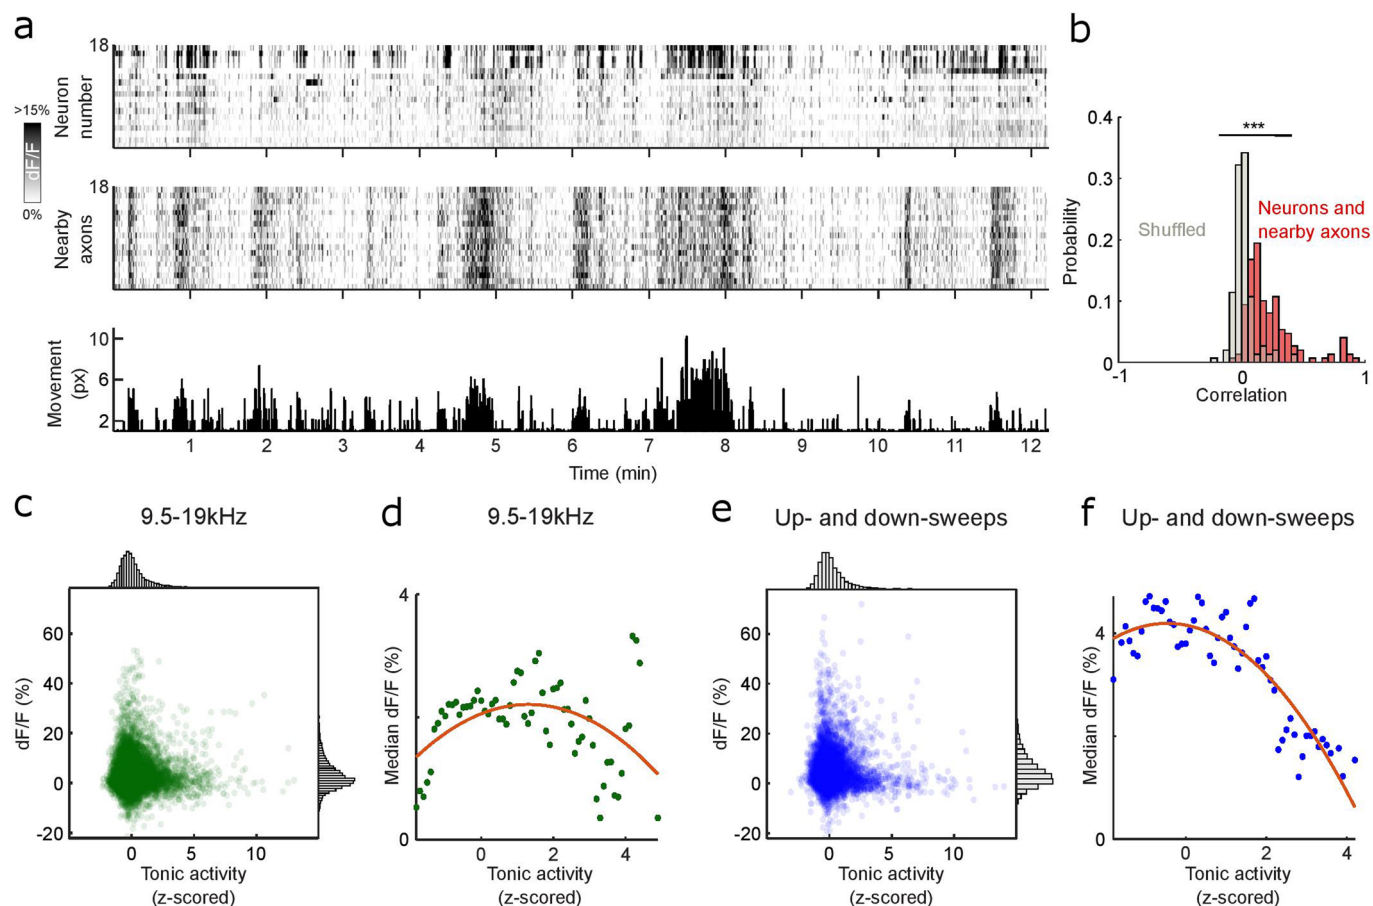 a
18
Neuron
number
>15%
dF/F
0%
18
Nearby
axons
10
6
2
Movement
(px)
1 2 3 4 5 6 7 8 9 10 11 12
Time (min)
b
***
0.4
0.3
0.2
0.1
0
Probability
Shuffled
Neurons and
nearby axons
-1 0 1
Correlation
c
9.5-19kHz
60
40
20
0
-20
dF/F (%)
0 5 10
Tonic activity
(z-scored)
d
9.5-19kHz
4
0
Median dF/F (%)
0 2 4
Tonic activity
(z-scored)
e
Up- and down-sweeps
60
40
20
0
-20
dF/F (%)
0 5 10
Tonic activity
(z-scored)
f
Up- and down-sweeps
4
0
Median dF/F (%)
0 2 4
Tonic activity
(z-scored)